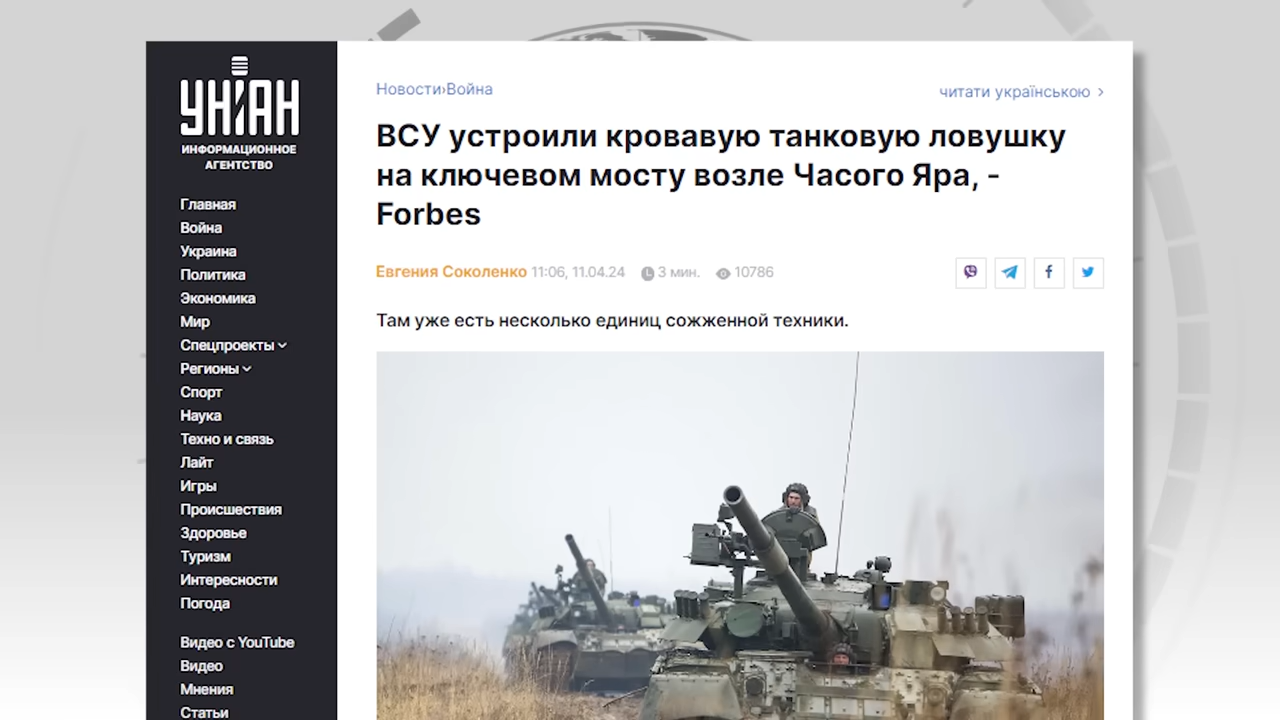 УНІАН
ИНФОРМАЦИОННОЕ
АГЕНТСТВО
Главная
Война
Украина
Политика
Экономика
Мир
Спецпроекты
Регионы
Спорт
Наука
Техно и связь
Лайт
Игры
Происшествия
Здоровье
Туризм
Интересности
Погода
Видео с YouTube
Видео
Мнения
Статьи
Новости›Война
читати українською ›
ВСУ устроили кровавую танковую ловушку
на ключевом мосту возле Часого Яра, -
Forbes
Евгения Соколенко 11:06, 11.04.24 3 мин. 10786
Там уже есть несколько единиц сожженной техники.